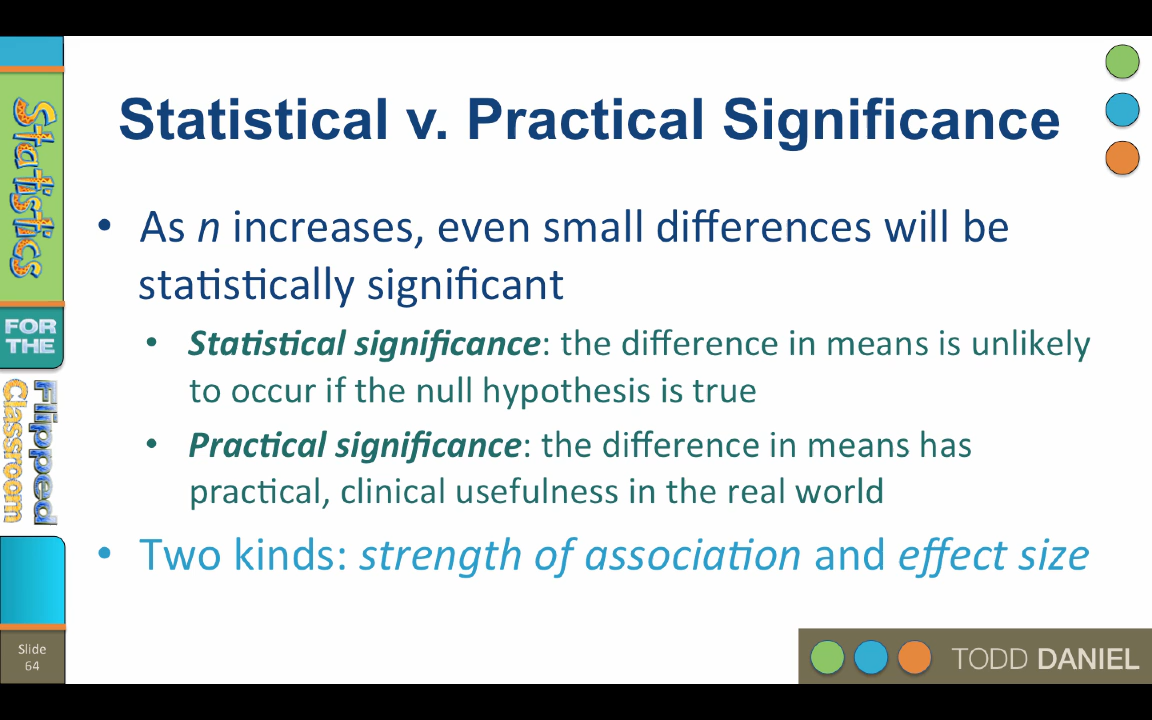 Statistical v. Practical Significance
• As n increases, even small differences will be
statistically significant
• Statistical significance: the difference in means is unlikely
to occur if the null hypothesis is true
• Practical significance: the difference in means has
practical, clinical usefulness in the real world
• Two kinds: strength of association and effect size
Statistics
FOR
THE
Flipped
Classroom
Slide
64
TODD DANIEL